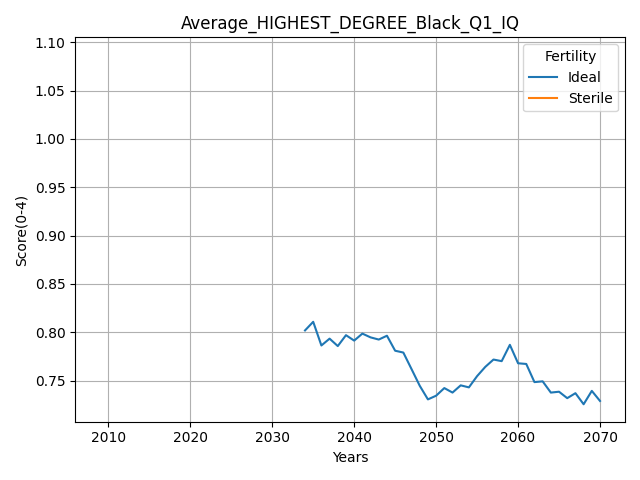 Average_HIGHEST_DEGREE_Black_Q1_IQ
Fertility
Ideal
Sterile
Score(0-4)
1.10
1.05
1.00
0.95
0.90
0.85
0.80
0.75
2010 2020 2030 2040 2050 2060 2070
Years